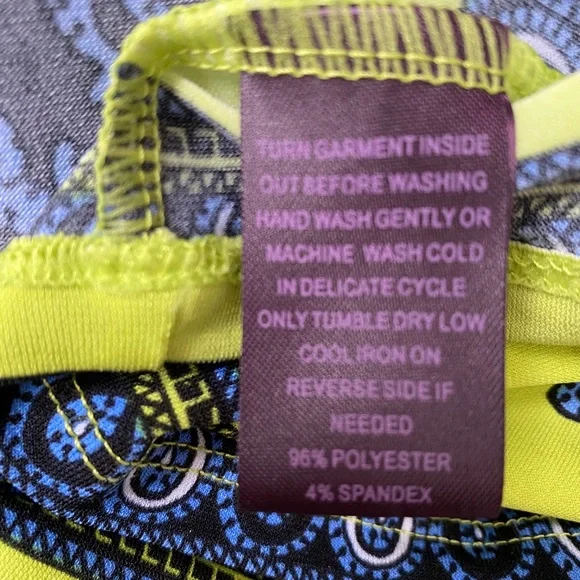 TURN GARMENT INSIDE
OUT BEFORE WASHING
HAND WASH GENTLY OR
MACHINE WASH COLD
IN DELICATE CYCLE
ONLY TUMBLE DRY LOW
COOL IRON ON
REVERSE SIDE IF
NEEDED
96% POLYESTER
4% SPANDEX